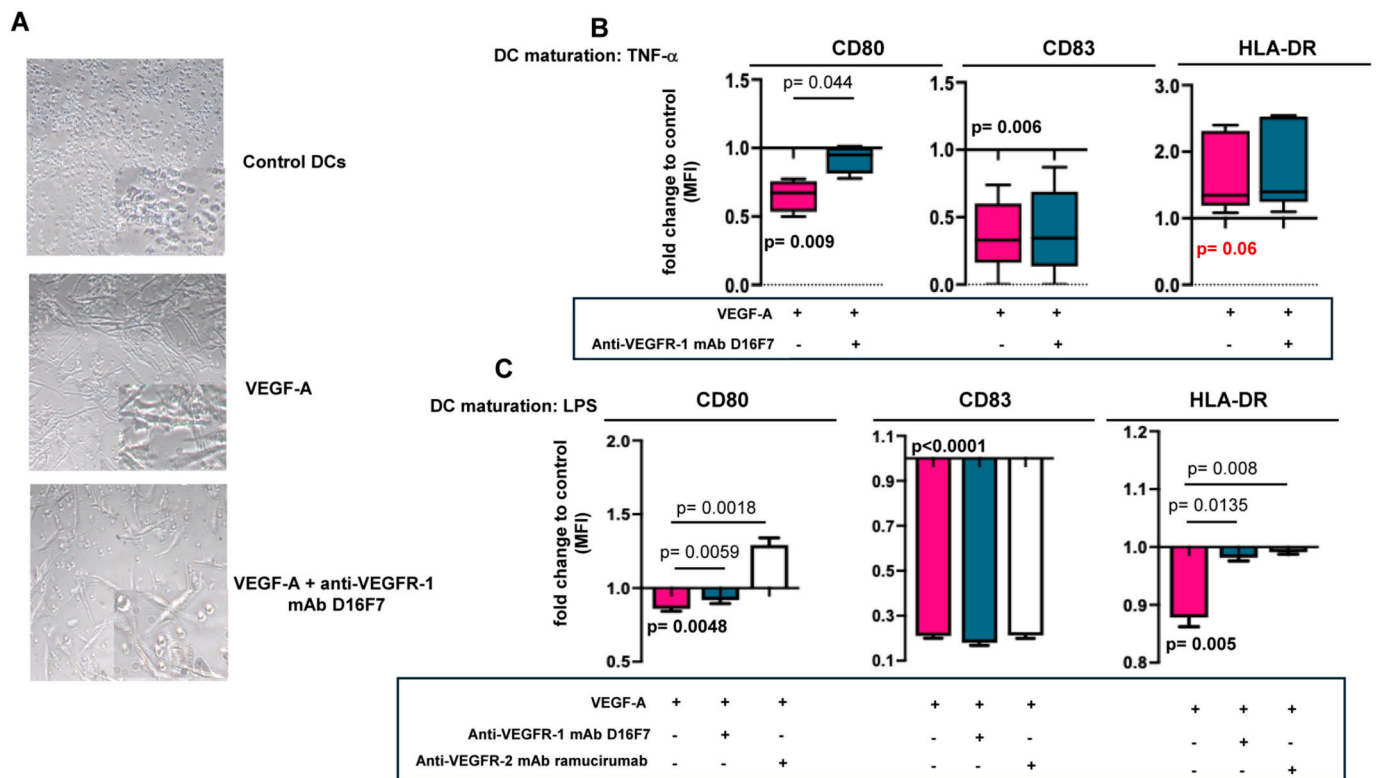 A
Control DCs
VEGF-A
VEGF-A + anti-VEGFR-1
mAb D16F7
B
DC maturation: TNF-α
CD80
CD83
HLA-DR
fold change to control
(MFI)
1.5
1.0
0.5
0.0
p= 0.044
p= 0.009
1.5
1.0
0.5
0.0
p= 0.006
3.0
2.0
1.0
0.0
p= 0.06
VEGF-A + + + + + +
Anti-VEGFR-1 mAb D16F7 - + - + - +
C
DC maturation: LPS
CD80
CD83
HLA-DR
fold change to control
(MFI)
2.0
1.5
1.0
0.5
p= 0.0018
p= 0.0059
p= 0.0048
1.1
0.9
0.7
0.5
0.3
0.1
p<0.0001
1.2
1.1
1.0
0.9
0.8
p= 0.008
p= 0.0135
p= 0.005
VEGF-A + + + + + + + + +
Anti-VEGFR-1 mAb D16F7 - + - - + - - + -
Anti-VEGFR-2 mAb ramucirumab - - + - - + - - +